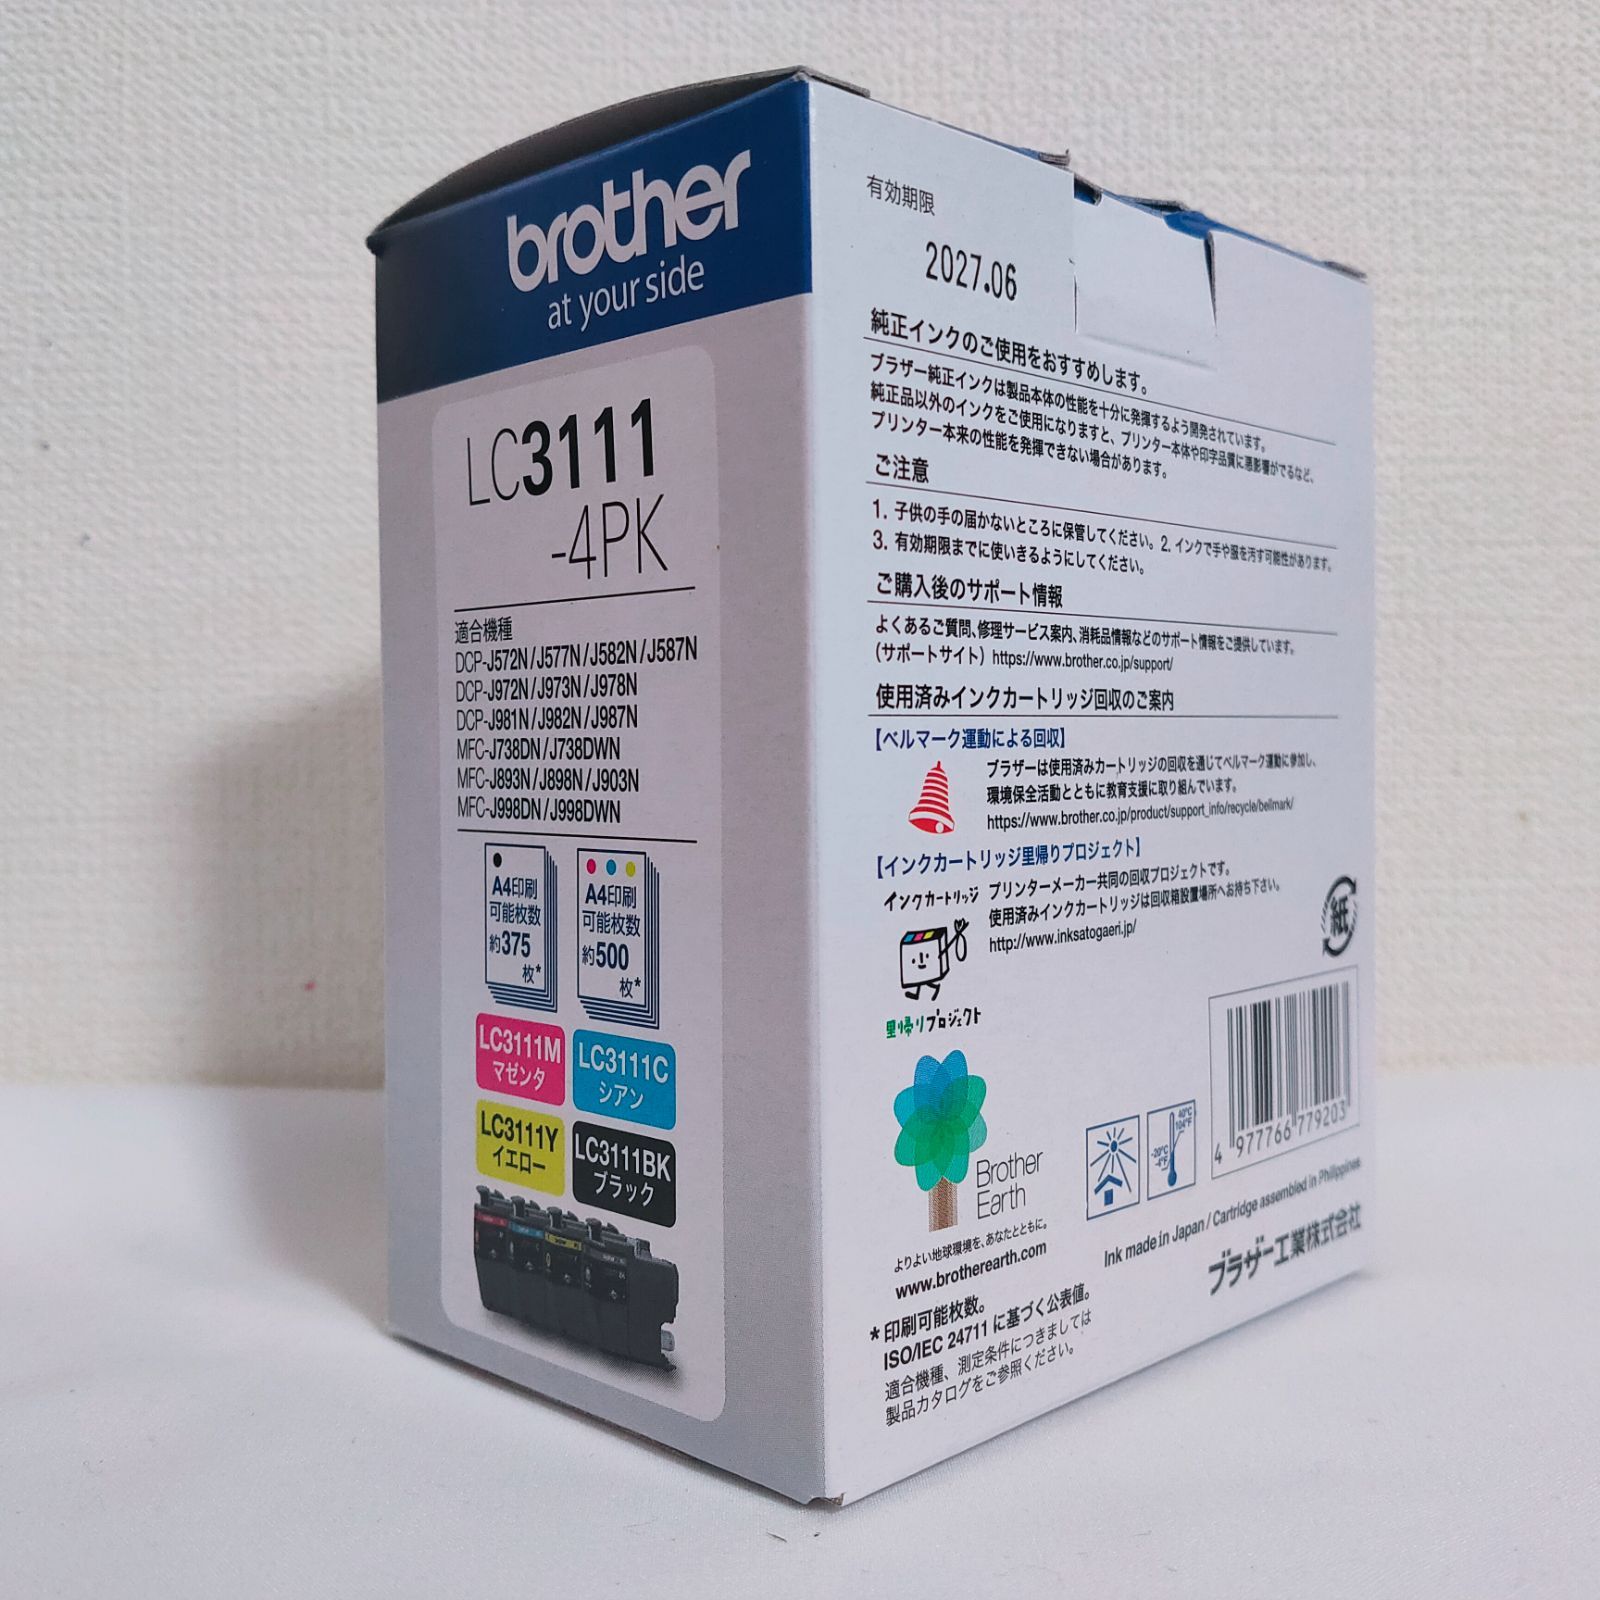 brother
at your side
LC3111
-4PK
適合機種
DCP-J572N/J577N/J582N/J587N
DCP-J972N/J973N/J978N
DCP-J981N/J982N/J987N
MFC-J738DN/J738DWN
MFC-J893N/J898N/J903N
MFC-J998DN/J998DWN
A4印刷
可能枚数
約375
枚*
A4印刷
可能枚数
約500
枚*
LC3111M
マゼンタ
LC3111C
シアン
LC3111Y
イエロー
LC3111BK
ブラック
有効期限
2027.06
純正インクのご使用をおすすめします。
ブラザー純正インクは製品本体の性能を十分に発揮するよう開発されています。
純正品以外のインクをご使用になりますと、プリンター本体や印字品質に悪影響がでるなど、
プリンター本来の性能を発揮できない場合があります。
ご注意
1. 子供の手の届かないところに保管してください。2. インクで手や服を汚す可能性があります。
3. 有効期限までに使いきるようにしてください。
ご購入後のサポート情報
よくあるご質問、修理サービス案内、消耗品情報などのサポート情報をご提供しています。
(サポートサイト) https://www.brother.co.jp/support/
使用済みインクカートリッジ回収のご案内
【ベルマーク運動による回収】
ブラザーは使用済みカートリッジの回収を通じてベルマーク運動に参加し、
環境保全活動とともに教育支援に取り組んでいます。
https://www.brother.co.jp/product/support_info/recycle/bellmark/
【インクカートリッジ里帰りプロジェクト】
インクカートリッジ
里帰りプロジェクト
プリンターメーカー共同の回収プロジェクトです。
使用済みインクカートリッジは回収箱設置場所へお持ち下さい。
http://www.inksatogaeri.jp/
紙
Brother
Earth
よりよい地球環境を、あなたとともに。
www.brotherearth.com
-20℃
-4°F
40℃
104°F
4 977766 779203
Ink made in Japan / Cartridge assembled in Philippines
ブラザー工業株式会社
*印刷可能枚数。
ISO/IEC 24711 に基づく公表値。
適合機種、測定条件につきましては
製品カタログをご参照ください。